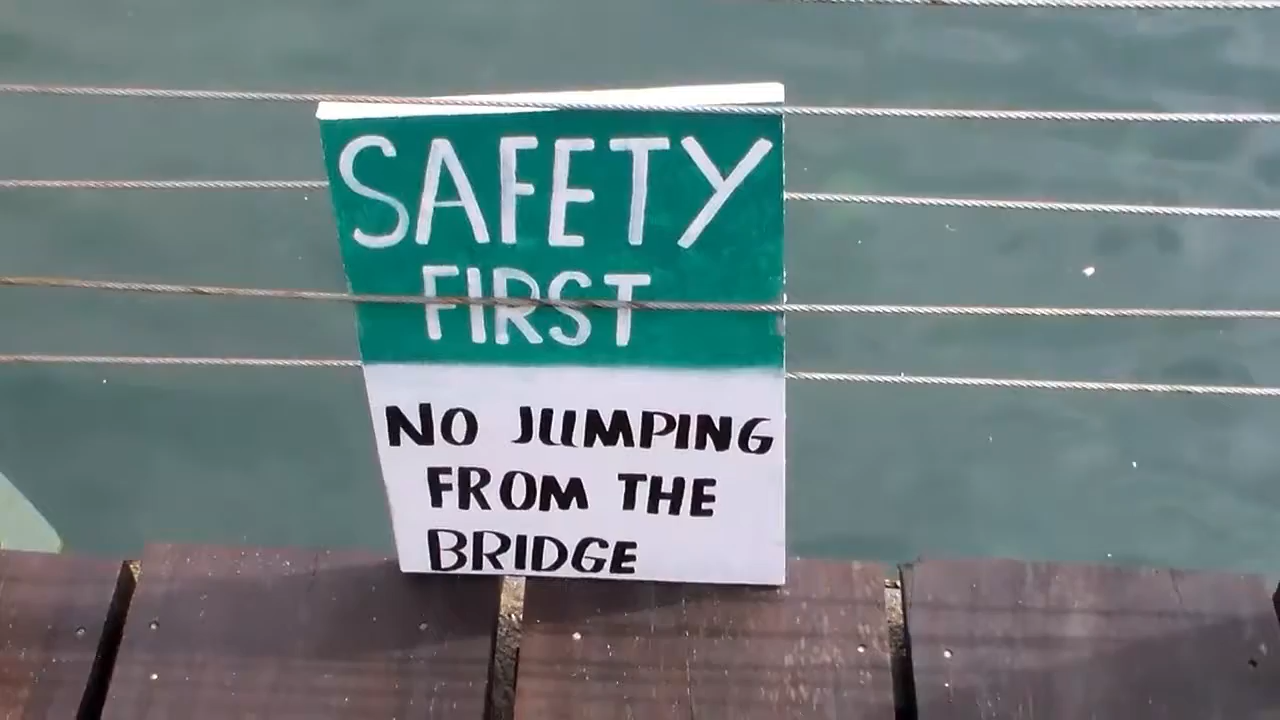 SAFETY
FIRST
NO JUMPING
FROM THE
BRIDGE